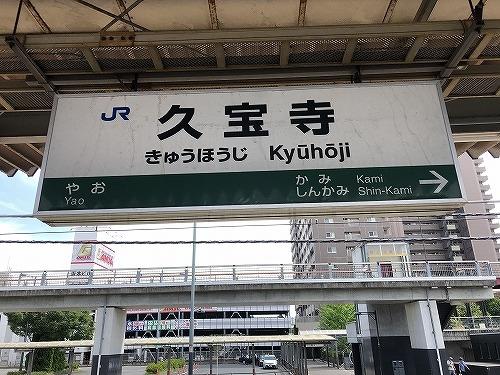 JR 久宝寺
きゅうほうじ Kyūhōji
やお
Yao
かみ Kami
しんかみ Shin-Kami →